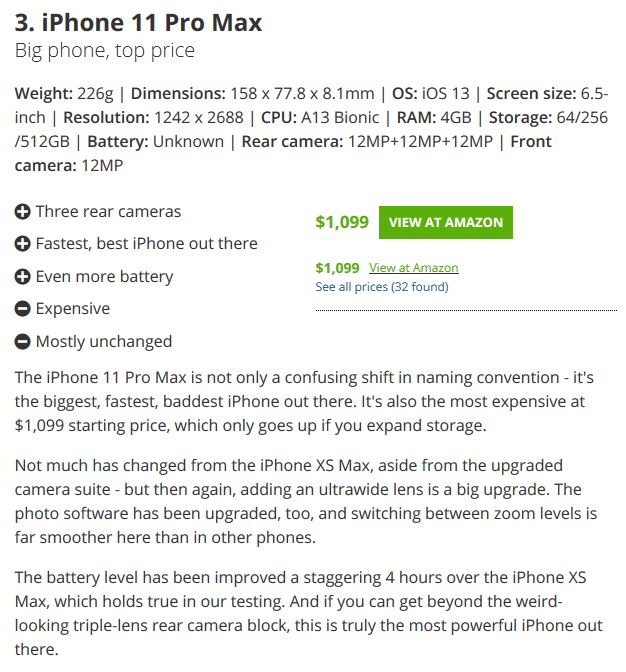 3. iPhone 11 Pro Max
Big phone, top price
Weight: 226g | Dimensions: 158 x 77.8 x 8.1mm | OS: iOS 13 | Screen size: 6.5-
inch | Resolution: 1242 x 2688 | CPU: A13 Bionic | RAM: 4GB | Storage: 64/256
/512GB | Battery: Unknown | Rear camera: 12MP+12MP+12MP | Front
camera: 12MP
Three rear cameras
Fastest, best iPhone out there
Even more battery
Expensive
Mostly unchanged
$1,099 VIEW AT AMAZON
$1,099 View at Amazon
See all prices (32 found)
The iPhone 11 Pro Max is not only a confusing shift in naming convention - it's
the biggest, fastest, baddest iPhone out there. It's also the most expensive at
$1,099 starting price, which only goes up if you expand storage.
Not much has changed from the iPhone XS Max, aside from the upgraded
camera suite - but then again, adding an ultrawide lens is a big upgrade. The
photo software has been upgraded, too, and switching between zoom levels is
far smoother here than in other phones.
The battery level has been improved a staggering 4 hours over the iPhone XS
Max, which holds true in our testing. And if you can get beyond the weird-
looking triple-lens rear camera block, this is truly the most powerful iPhone out
there.